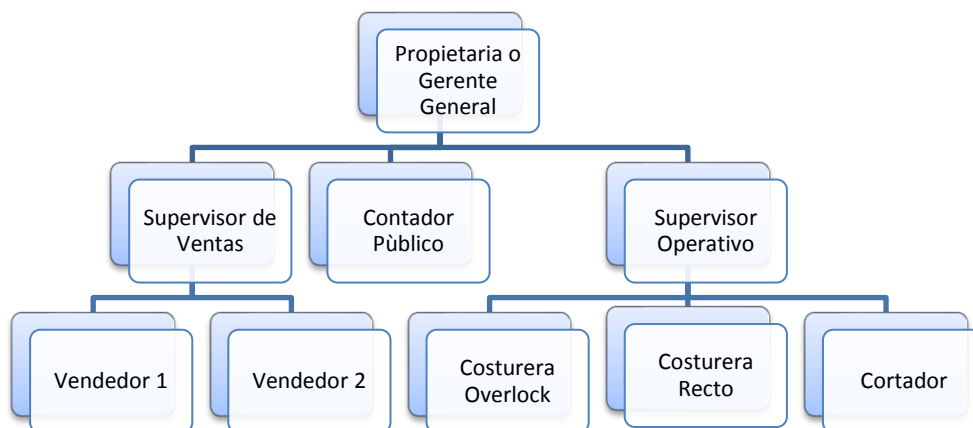 Propietaria o
Gerente
General
Supervisor de
Ventas
Contador
Pùblico
Supervisor
Operativo
Vendedor 1
Vendedor 2
Costurera
Overlock
Costurera
Recto
Cortador